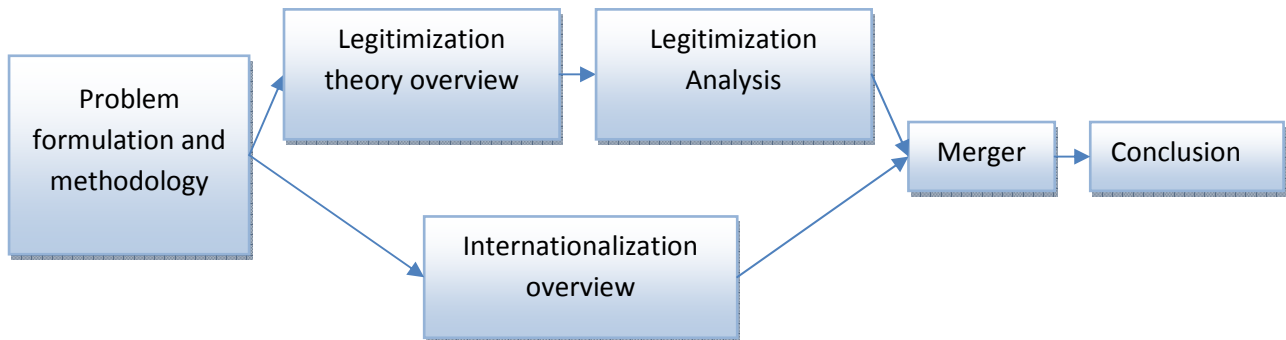 Problem
formulation and
methodology
Legitimization
theory overview
Legitimization
Analysis
Internationalization
overview
Merger
Conclusion